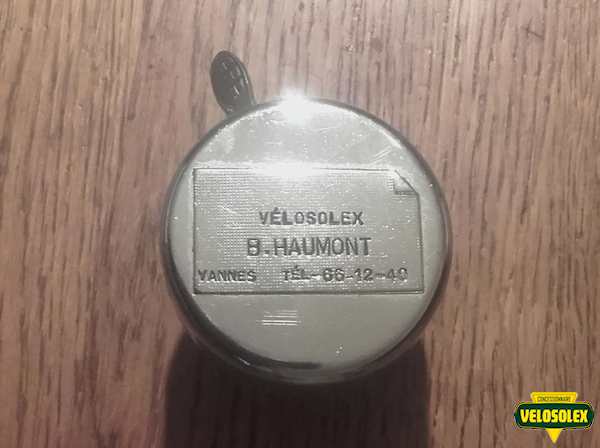 VÉLOSOLEX
B.HAUMONT
VANNES TÉL-66-12-40
CONCESSIONNAIRE
VELOSOLEX